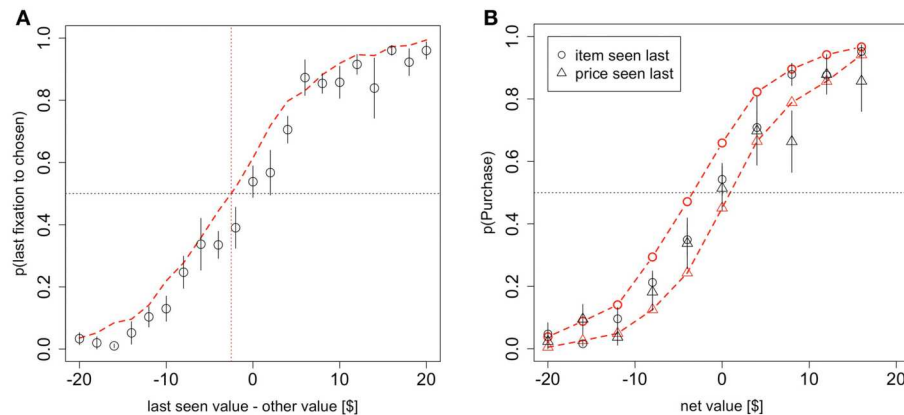 A
p(last fixation to chosen)
1.0
0.8
0.6
0.4
0.2
0.0
-20
-10
0
10
20
last seen value - other value [$]
B
p(Purchase)
1.0
0.8
0.6
0.4
0.2
0.0
item seen last
price seen last
-20
-10
0
10
20
net value [$]